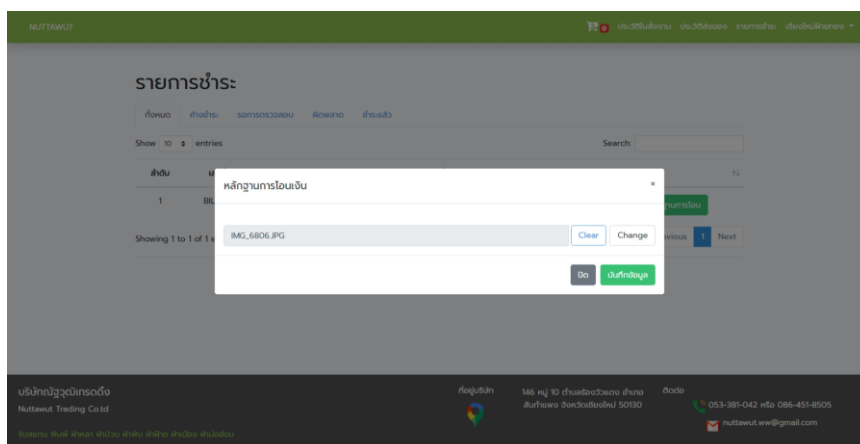 NUTTAWUT
0 ประวัติใบสั่งงาน ประวัติส่งของ รายการชำระ เชียงใหม่ฝ้ายทอง
รายการชำระ
ทั้งหมด ค้างชำระ รอการตรวจสอบ ผิดพลาด ชำระแล้ว
Show 10 entries Search:
ลำดับ
หลักฐานการโอนเงิน ×
1
IMG_6806.JPG Clear Change
Showing 1 to 1 of 1 1 Next
ปิด บันทึกข้อมูล
บริษัทณัฐวุฒิเทรดดิ้ง
Nuttawut Trading Co.td
ที่อยู่บริษัท
146 หมู่ 10 ตำบลร้องวัวแดง อำเภอ
สันกำแพง จังหวัดเชียงใหม่ 50130
ติดต่อ
053-381-042 หรือ 086-451-8505
nuttawut.ww@gmail.com